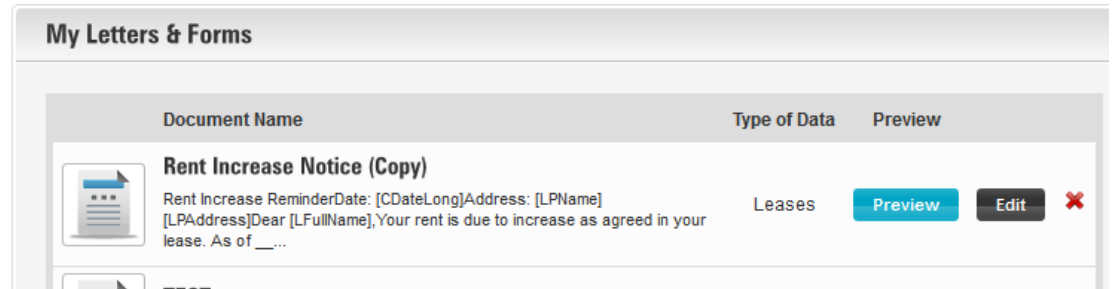 My Letters & Forms
Document Name Type of Data Preview
Rent Increase Notice (Copy)
Rent Increase ReminderDate: [CDateLong]Address: [LPName]
[LPAddress]Dear [LFullName],Your rent is due to increase as agreed in your
lease. As of __...
Leases Preview Edit